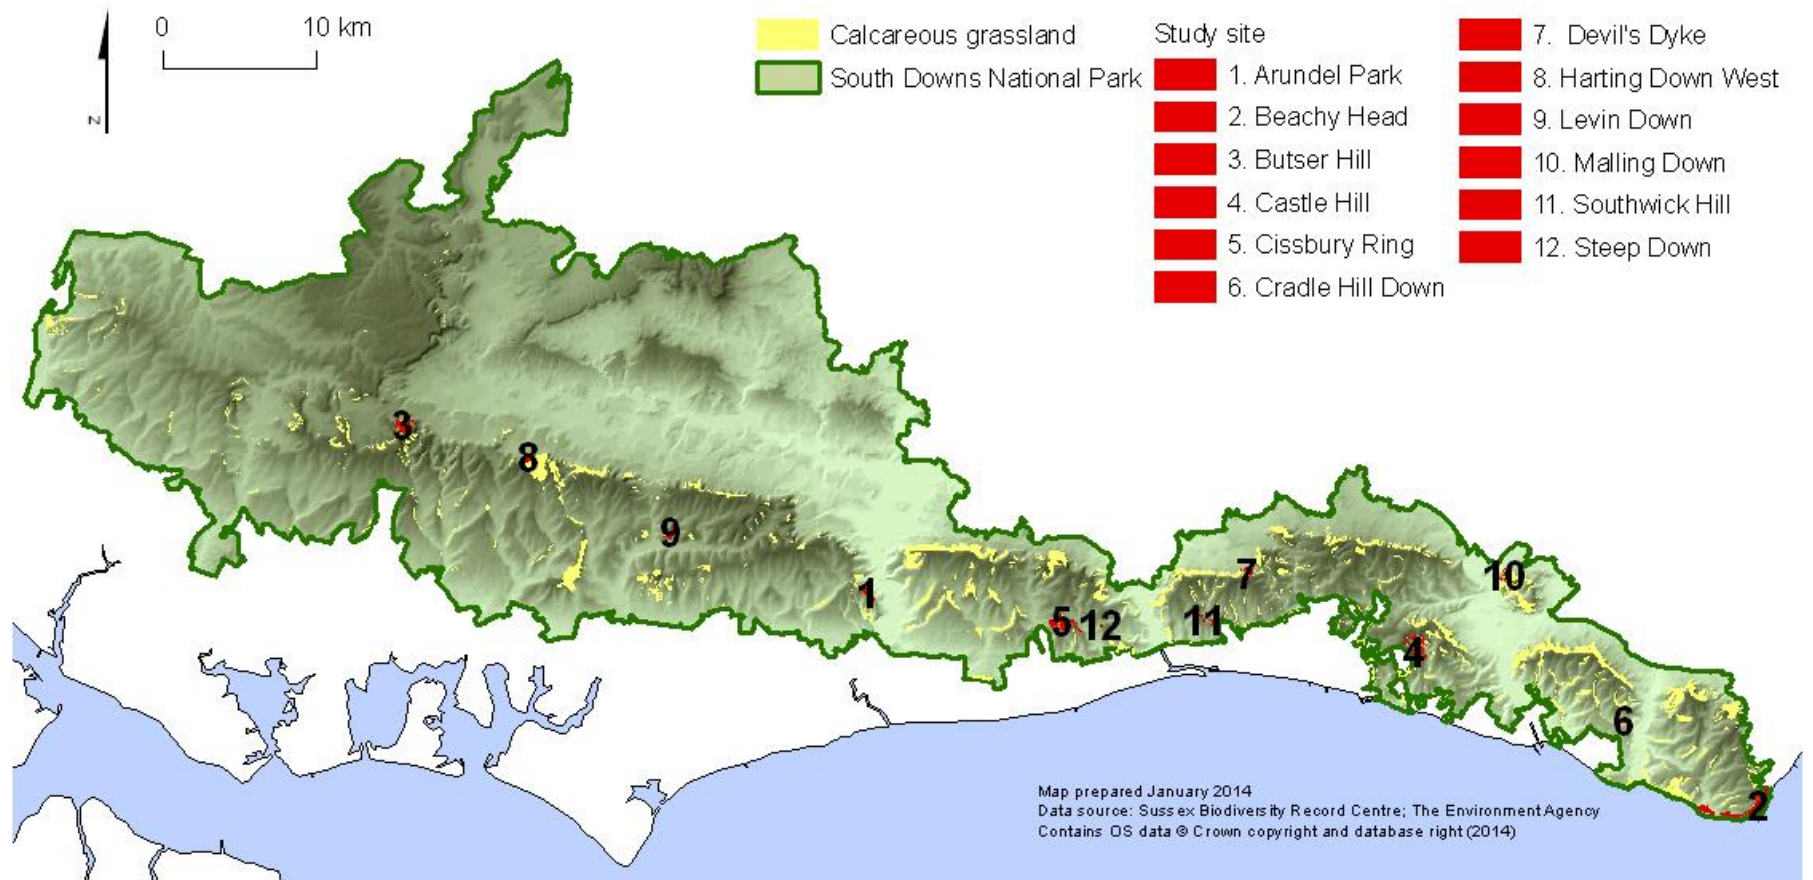 0 10 km
N
Calcareous grassland
South Downs National Park
Study site
1. Arundel Park
2. Beachy Head
3. Butser Hill
4. Castle Hill
5. Cissbury Ring
6. Cradle Hill Down
7. Devil's Dyke
8. Harting Down West
9. Levin Down
10. Malling Down
11. Southwick Hill
12. Steep Down
3
8
9
1
5
12
11
7
10
4
6
2
Map prepared January 2014
Data source: Sussex Biodiversity Record Centre; The Environment Agency
Contains OS data © Crown copyright and database right (2014)